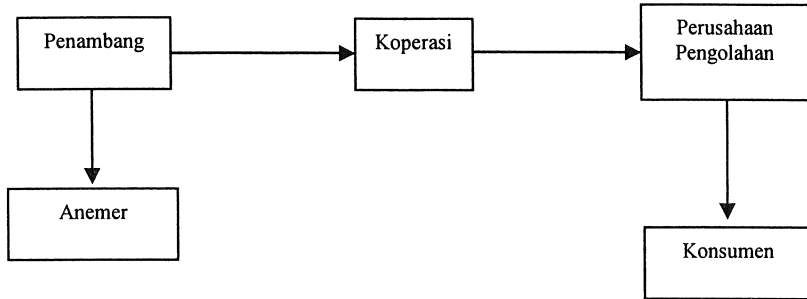 Penambang
Koperasi
Perusahaan
Pengolahan
Anemer
Konsumen